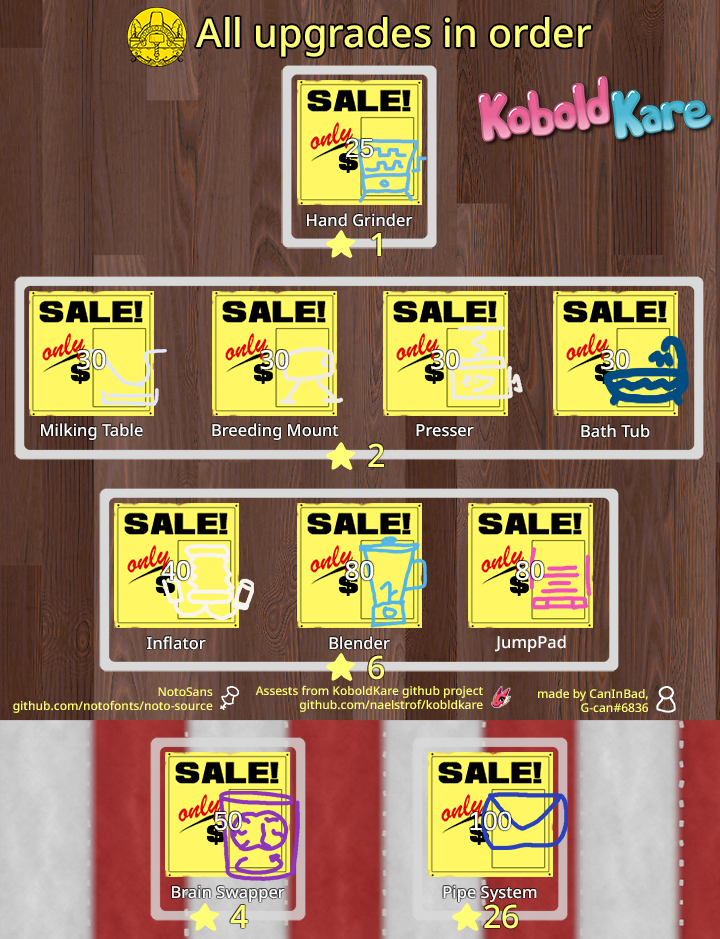 All upgrades in order
KoboldKare
SALE!
only
25
$
Hand Grinder
1
SALE!
only
30
$
Milking Table
SALE!
only
30
$
Breeding Mount
SALE!
only
30
$
Presser
SALE!
only
30
$
Bath Tub
2
SALE!
only
40
$
Inflator
SALE!
only
80
$
Blender
SALE!
only
80
$
JumpPad
6
NotoSans
github.com/notofonts/noto-source
Assests from KoboldKare github project
github.com/naelstrof/kobldkare
made by CanInBad,
G-can#6836
SALE!
only
50
$
Brain Swapper
4
SALE!
only
100
$
Pipe System
26